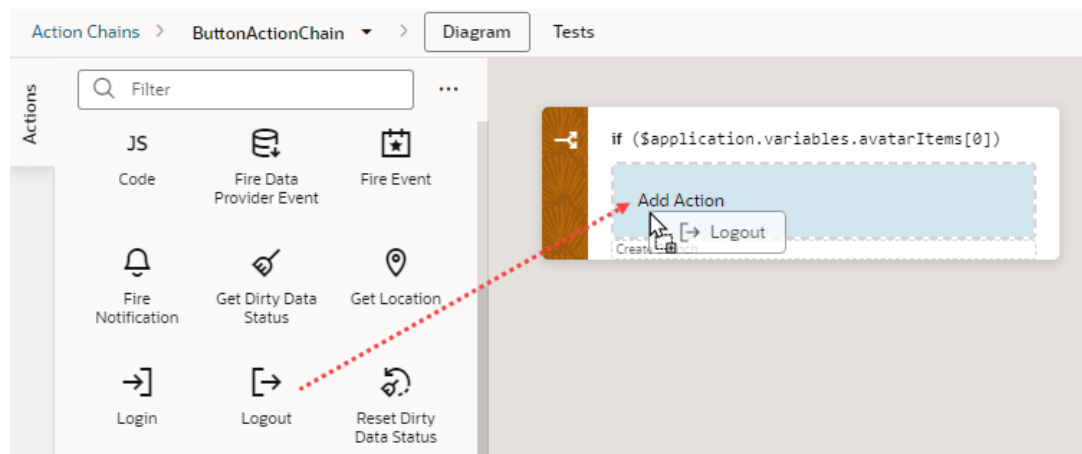 Action Chains > ButtonActionChain > Diagram Tests
Actions
Filter
...
JS
Code
Fire Data
Provider Event
Fire Event
Fire
Notification
Get Dirty Data
Status
Get Location
Login
Logout
Reset Dirty
Data Status
if ($application.variables.avatarItems[0])
Add Action
Logout
Create